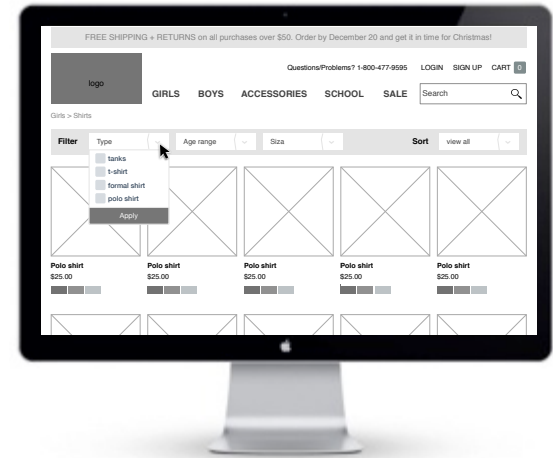 FREE SHIPPING + RETURNS on all purchases over $50. Order by December 20 and get it in time for Christmas!
logo
Questions/Problems? 1-800-477-9595 LOGIN SIGN UP CART 0
GIRLS BOYS ACCESSORIES SCHOOL SALE Search
Girls > Shirts
Filter Type Age range Siza Sort view all
tanks
t-shirt
formal shirt
polo shirt
Apply
Polo shirt Polo shirt Polo shirt Polo shirt Polo shirt
$25.00 $25.00 $25.00 $25.00 $25.00